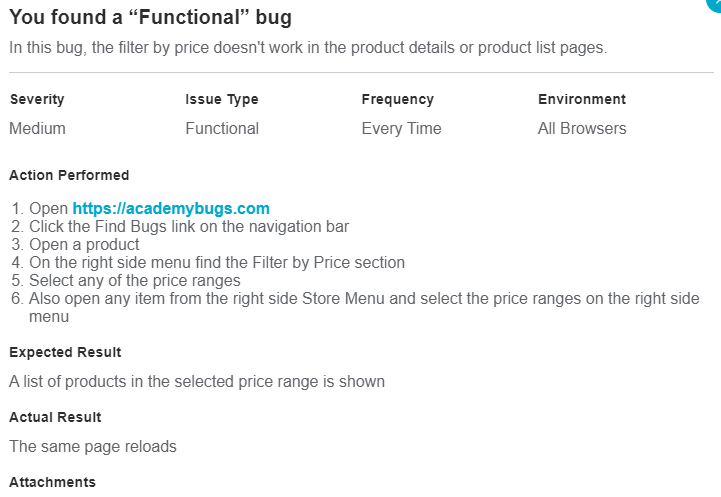 You found a “Functional” bug
In this bug, the filter by price doesn't work in the product details or product list pages.
Severity Issue Type Frequency Environment
Medium Functional Every Time All Browsers
Action Performed
1. Open https://academybugs.com
2. Click the Find Bugs link on the navigation bar
3. Open a product
4. On the right side menu find the Filter by Price section
5. Select any of the price ranges
6. Also open any item from the right side Store Menu and select the price ranges on the right side
menu
Expected Result
A list of products in the selected price range is shown
Actual Result
The same page reloads
Attachments